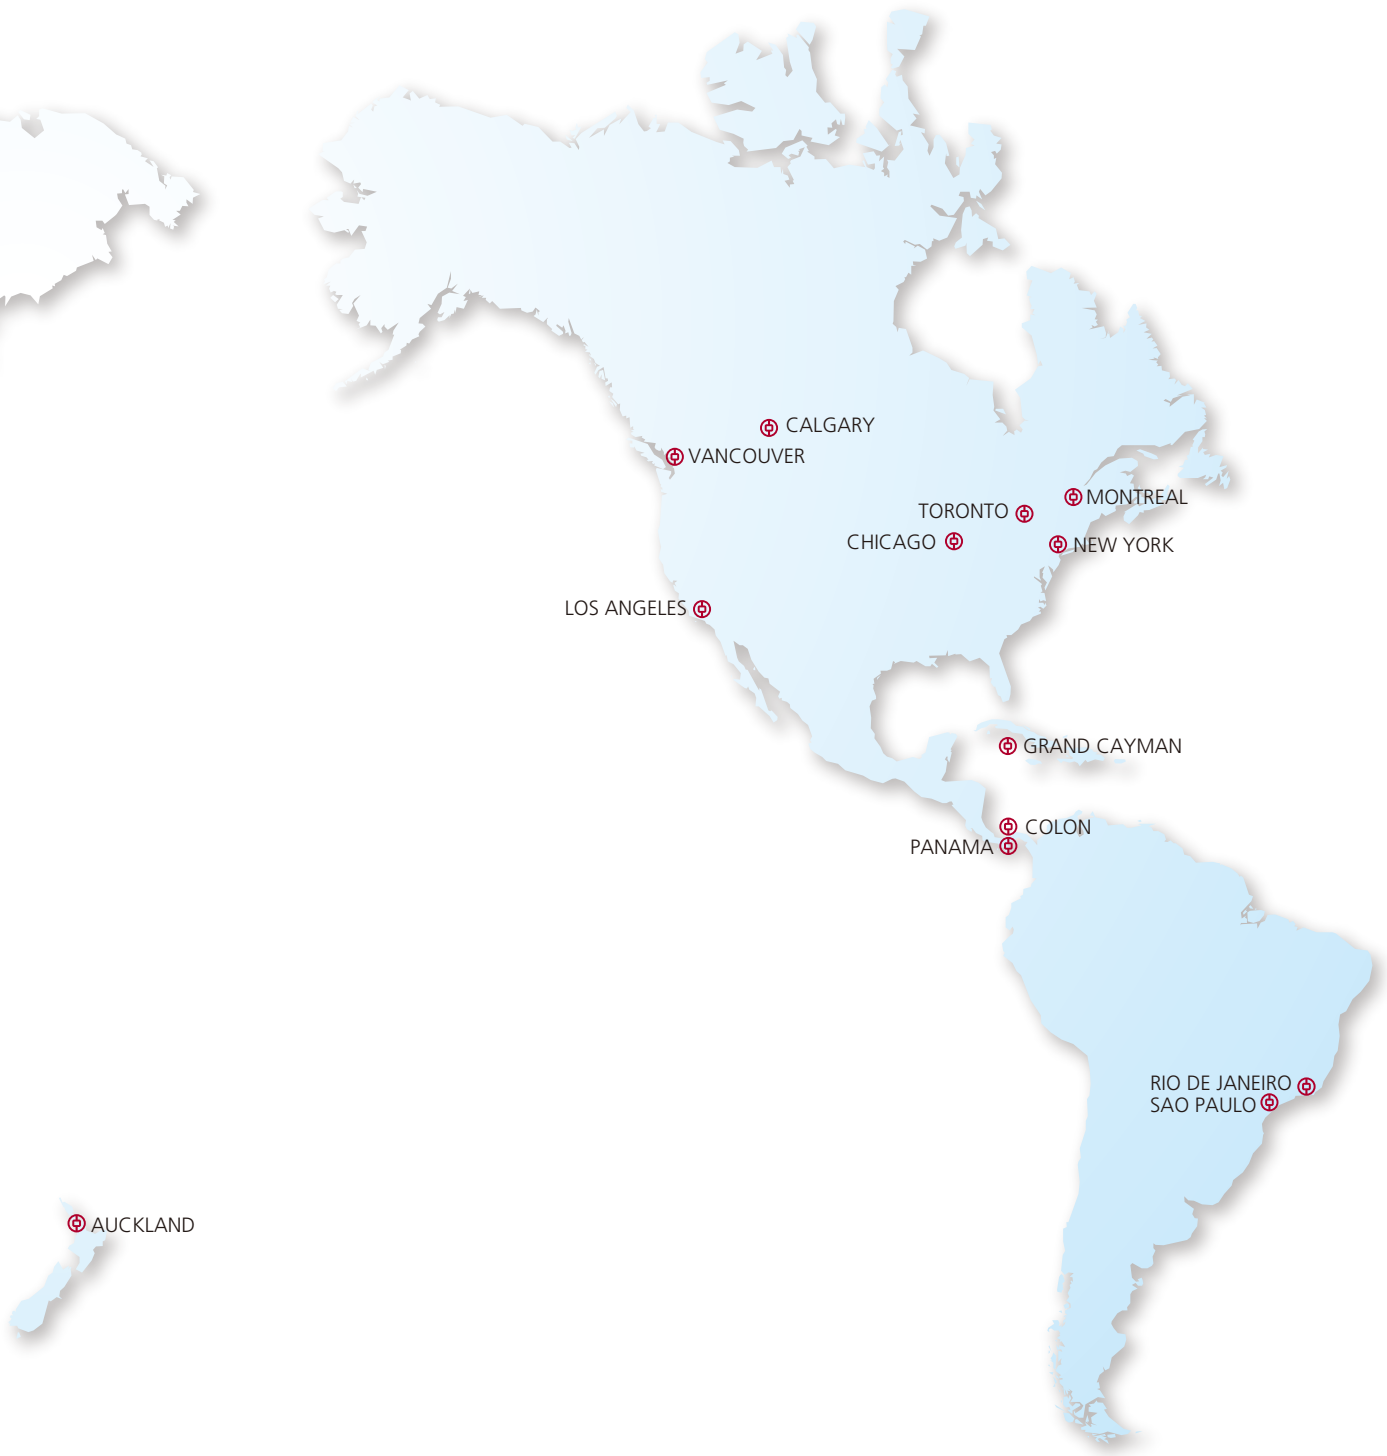 CALGARY
VANCOUVER
MONTREAL
TORONTO
CHICAGO
NEW YORK
LOS ANGELES
GRAND CAYMAN
COLON
PANAMA
RIO DE JANEIRO
SAO PAULO
AUCKLAND